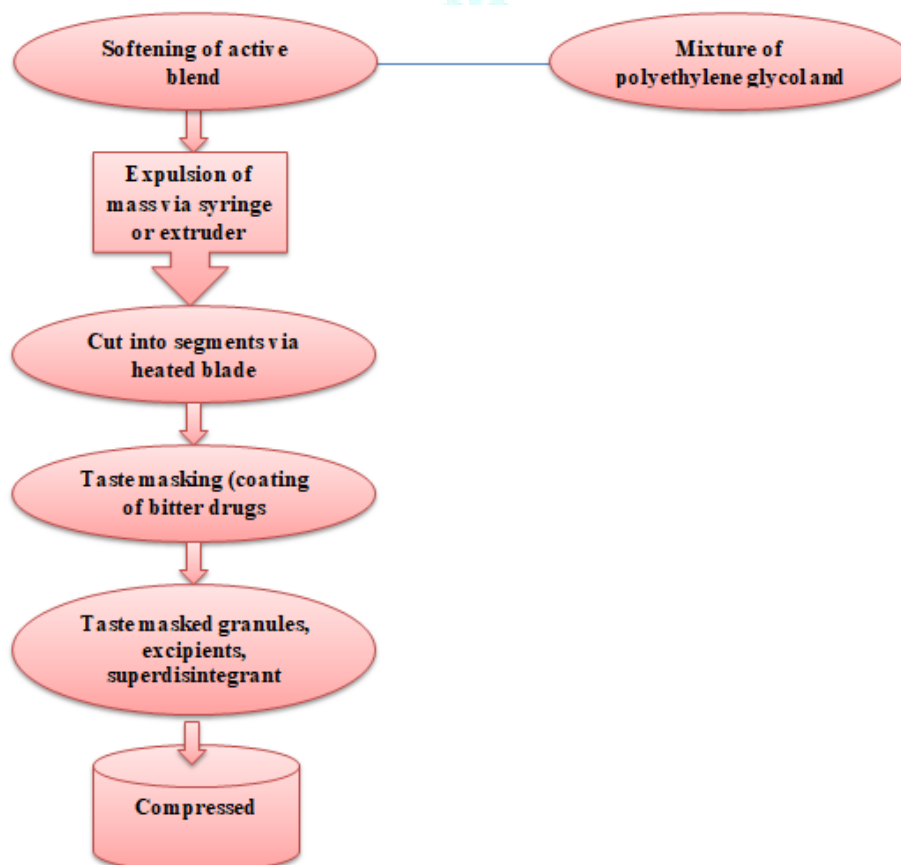 Softening of active
blend
Mixture of
polyethylene glycol and
Expulsion of
mass via syringe
or extruder
Cut into segments via
heated blade
Taste masking (coating
of bitter drugs
Taste masked granules,
excipients,
superdisintegrant
Compressed